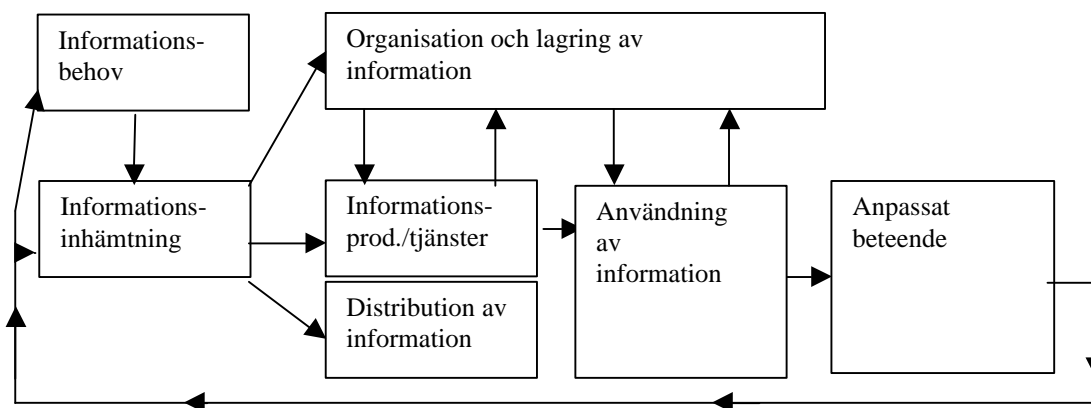 Informations-
behov
Organisation och lagring av
information
Informations-
inhämtning
Informations-
prod./tjänster
Användning
av
information
Anpassat
beteende
Distribution av
information